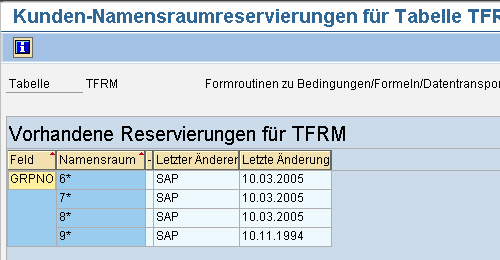 Kunden-Namensraumreservierungen für Tabelle TFR
Tabelle TFRM Formroutinen zu Bedingungen/Formeln/Datentranspo
Vorhandene Reservierungen für TFRM
Feld Namensraum - Letzter Änderer Letzte Änderung
GRPNO 6* SAP 10.03.2005
7* SAP 10.03.2005
8* SAP 10.03.2005
9* SAP 10.11.1994